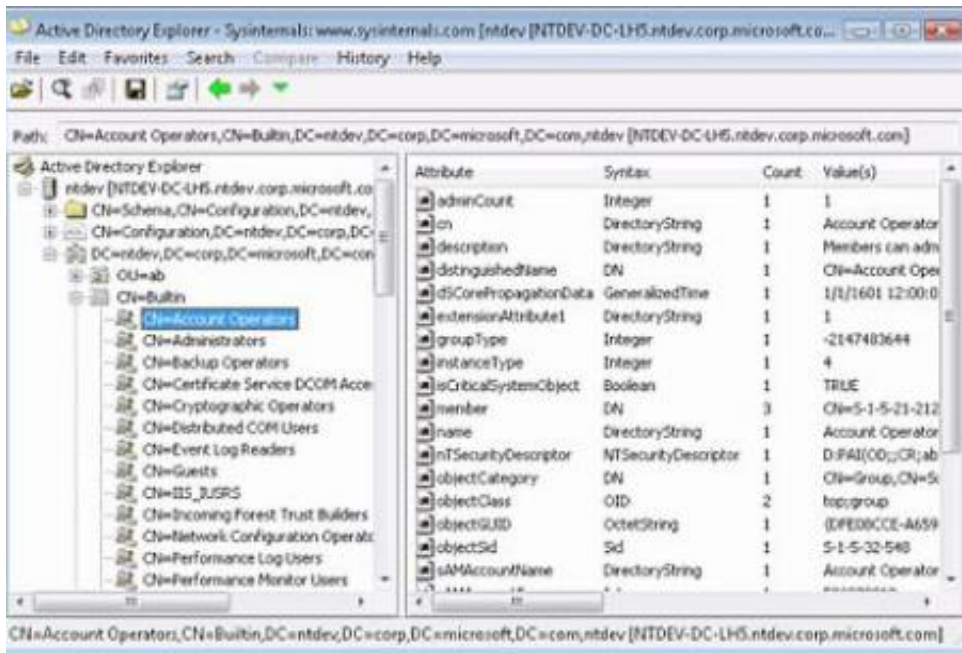 Active Directory Explorer - Sysinternals: www.sysinternals.com [ntdev [NTDEV-DC-LH5.ntdev.corp.microsoft.co...
File Edit Favorites Search Compare History Help
Path: CN=Account Operators,CN=Builtin,DC=ntdev,DC=corp,DC=microsoft,DC=com,ntdev [NTDEV-DC-LH5.ntdev.corp.microsoft.com]
Active Directory Explorer
ntdev [NTDEV-DC-LH5.ntdev.corp.microsoft.co
CN=Schema,CN=Configuration,DC=ntdev,
CN=Configuration,DC=ntdev,DC=corp,DC=
DC=ntdev,DC=corp,DC=microsoft,DC=con
OU=ab
CN=Builtin
CN=Account Operators
CN=Administrators
CN=Backup Operators
CN=Certificate Service DCOM Acce
CN=Cryptographic Operators
CN=Distributed COM Users
CN=Event Log Readers
CN=Guests
CN=IIS_IUSRS
CN=Incoming Forest Trust Builders
CN=Network Configuration Operato
CN=Performance Log Users
CN=Performance Monitor Users
Attribute Syntax Count Value(s)
adminCount Integer 1 1
cn DirectoryString 1 Account Operator
description DirectoryString 1 Members can adm
distinguishedName DN 1 CN=Account Oper
dSCorePropagationData GeneralizedTime 1 1/1/1601 12:00:0
extensionAttribute1 DirectoryString 1 1
groupType Integer 1 -2147483644
instanceType Integer 1 4
isCriticalSystemObject Boolean 1 TRUE
member DN 3 CN=S-1-5-21-212
name DirectoryString 1 Account Operator
nTSecurityDescriptor NTSecurityDescriptor 1 D:PAI(OD;;CR;ab
objectCategory DN 1 CN=Group,CN=Sc
objectClass OID 2 top;group
objectGUID OctetString 1 {DFE08CCE-A659
objectSid Sid 1 S-1-5-32-548
sAMAccountName DirectoryString 1 Account Operator
CN=Account Operators,CN=Builtin,DC=ntdev,DC=corp,DC=microsoft,DC=com,ntdev [NTDEV-DC-LH5.ntdev.corp.microsoft.com]